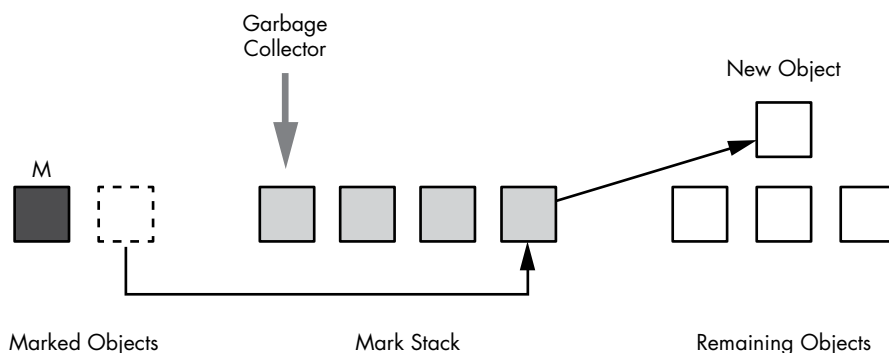 Garbage
Collector
New Object
M
Marked Objects
Mark Stack
Remaining Objects